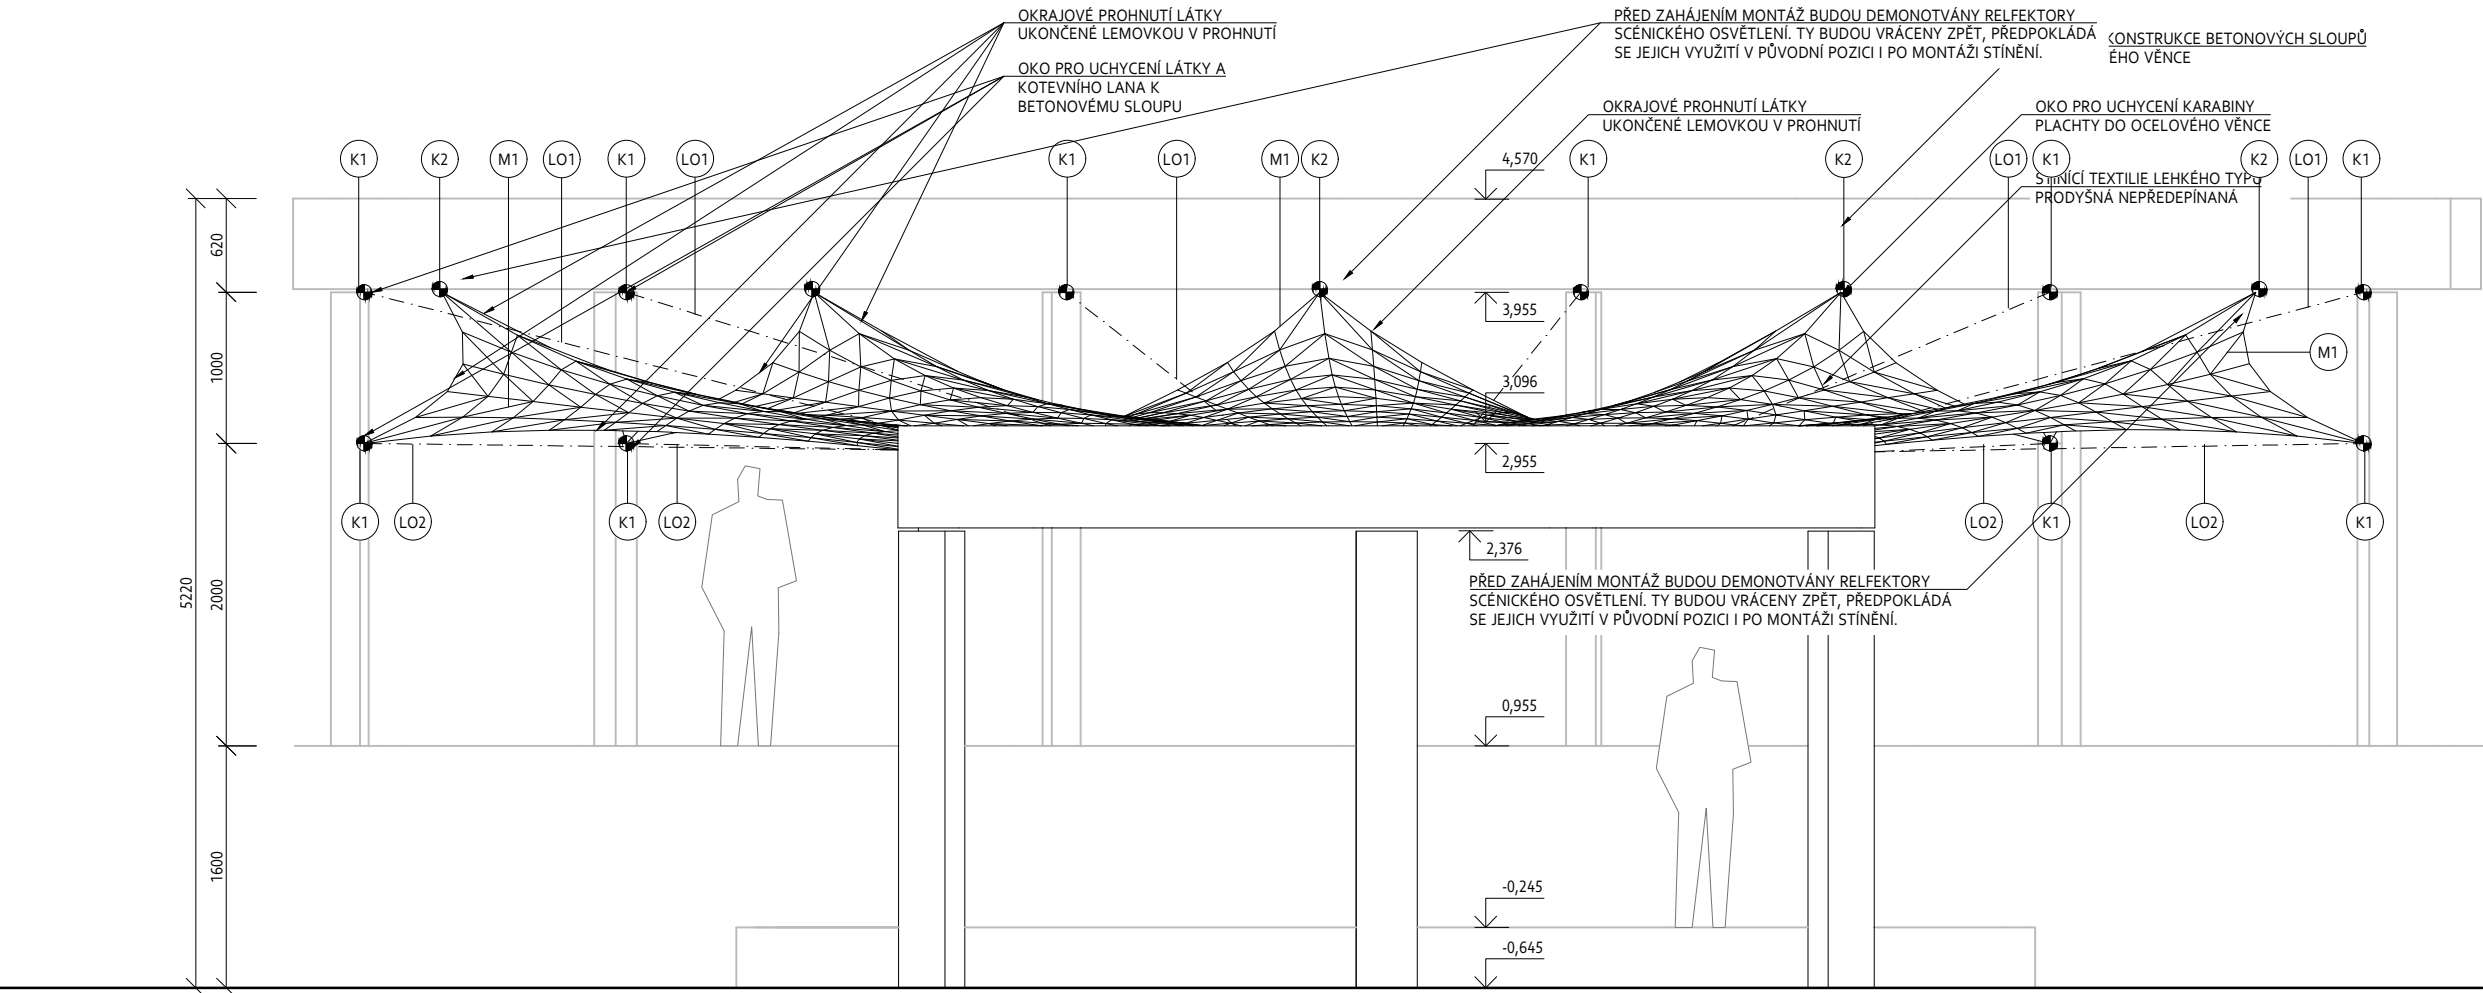 OKRAJOVÉ PROHNUTÍ LÁTKY
UKONČENÉ LEMOVKOU V PROHNUTÍ
OKO PRO UCHYCENÍ LÁTKY A
KOTEVNÍHO LANA K
BETONOVÉMU SLOUPU
PŘED ZAHÁJENÍM MONTÁŽ BUDOU DEMONOTVÁNY RELFEKTORY
SCÉNICKÉHO OSVĚTLENÍ. TY BUDOU VRÁCENY ZPĚT, PŘEDPOKLÁDÁ
SE JEJICH VYUŽITÍ V PŮVODNÍ POZICI I PO MONTÁŽI STÍNĚNÍ.
KONSTRUKCE BETONOVÝCH SLOUPŮ
ÉHO VĚNCE
OKRAJOVÉ PROHNUTÍ LÁTKY
UKONČENÉ LEMOVKOU V PROHNUTÍ
OKO PRO UCHYCENÍ KARABINY
PLACHTY DO OCELOVÉHO VĚNCE
STÍNÍCÍ TEXTILIE LEHKÉHO TYPU
PRODYŠNÁ NEPŘEDEPÍNANÁ
K1 K2 M1 LO1 K1 LO1 K1 LO1 M1 K2 K1 K2 LO1 K1 K2 LO1 K1
4,570
3,955
3,096
2,955
2,376
0,955
-0,245
-0,645
620
1000
2000
1600
5220
M1
K1 LO2 K1 LO2 LO2 K1 LO2 K1
PŘED ZAHÁJENÍM MONTÁŽ BUDOU DEMONOTVÁNY RELFEKTORY
SCÉNICKÉHO OSVĚTLENÍ. TY BUDOU VRÁCENY ZPĚT, PŘEDPOKLÁDÁ
SE JEJICH VYUŽITÍ V PŮVODNÍ POZICI I PO MONTÁŽI STÍNĚNÍ.